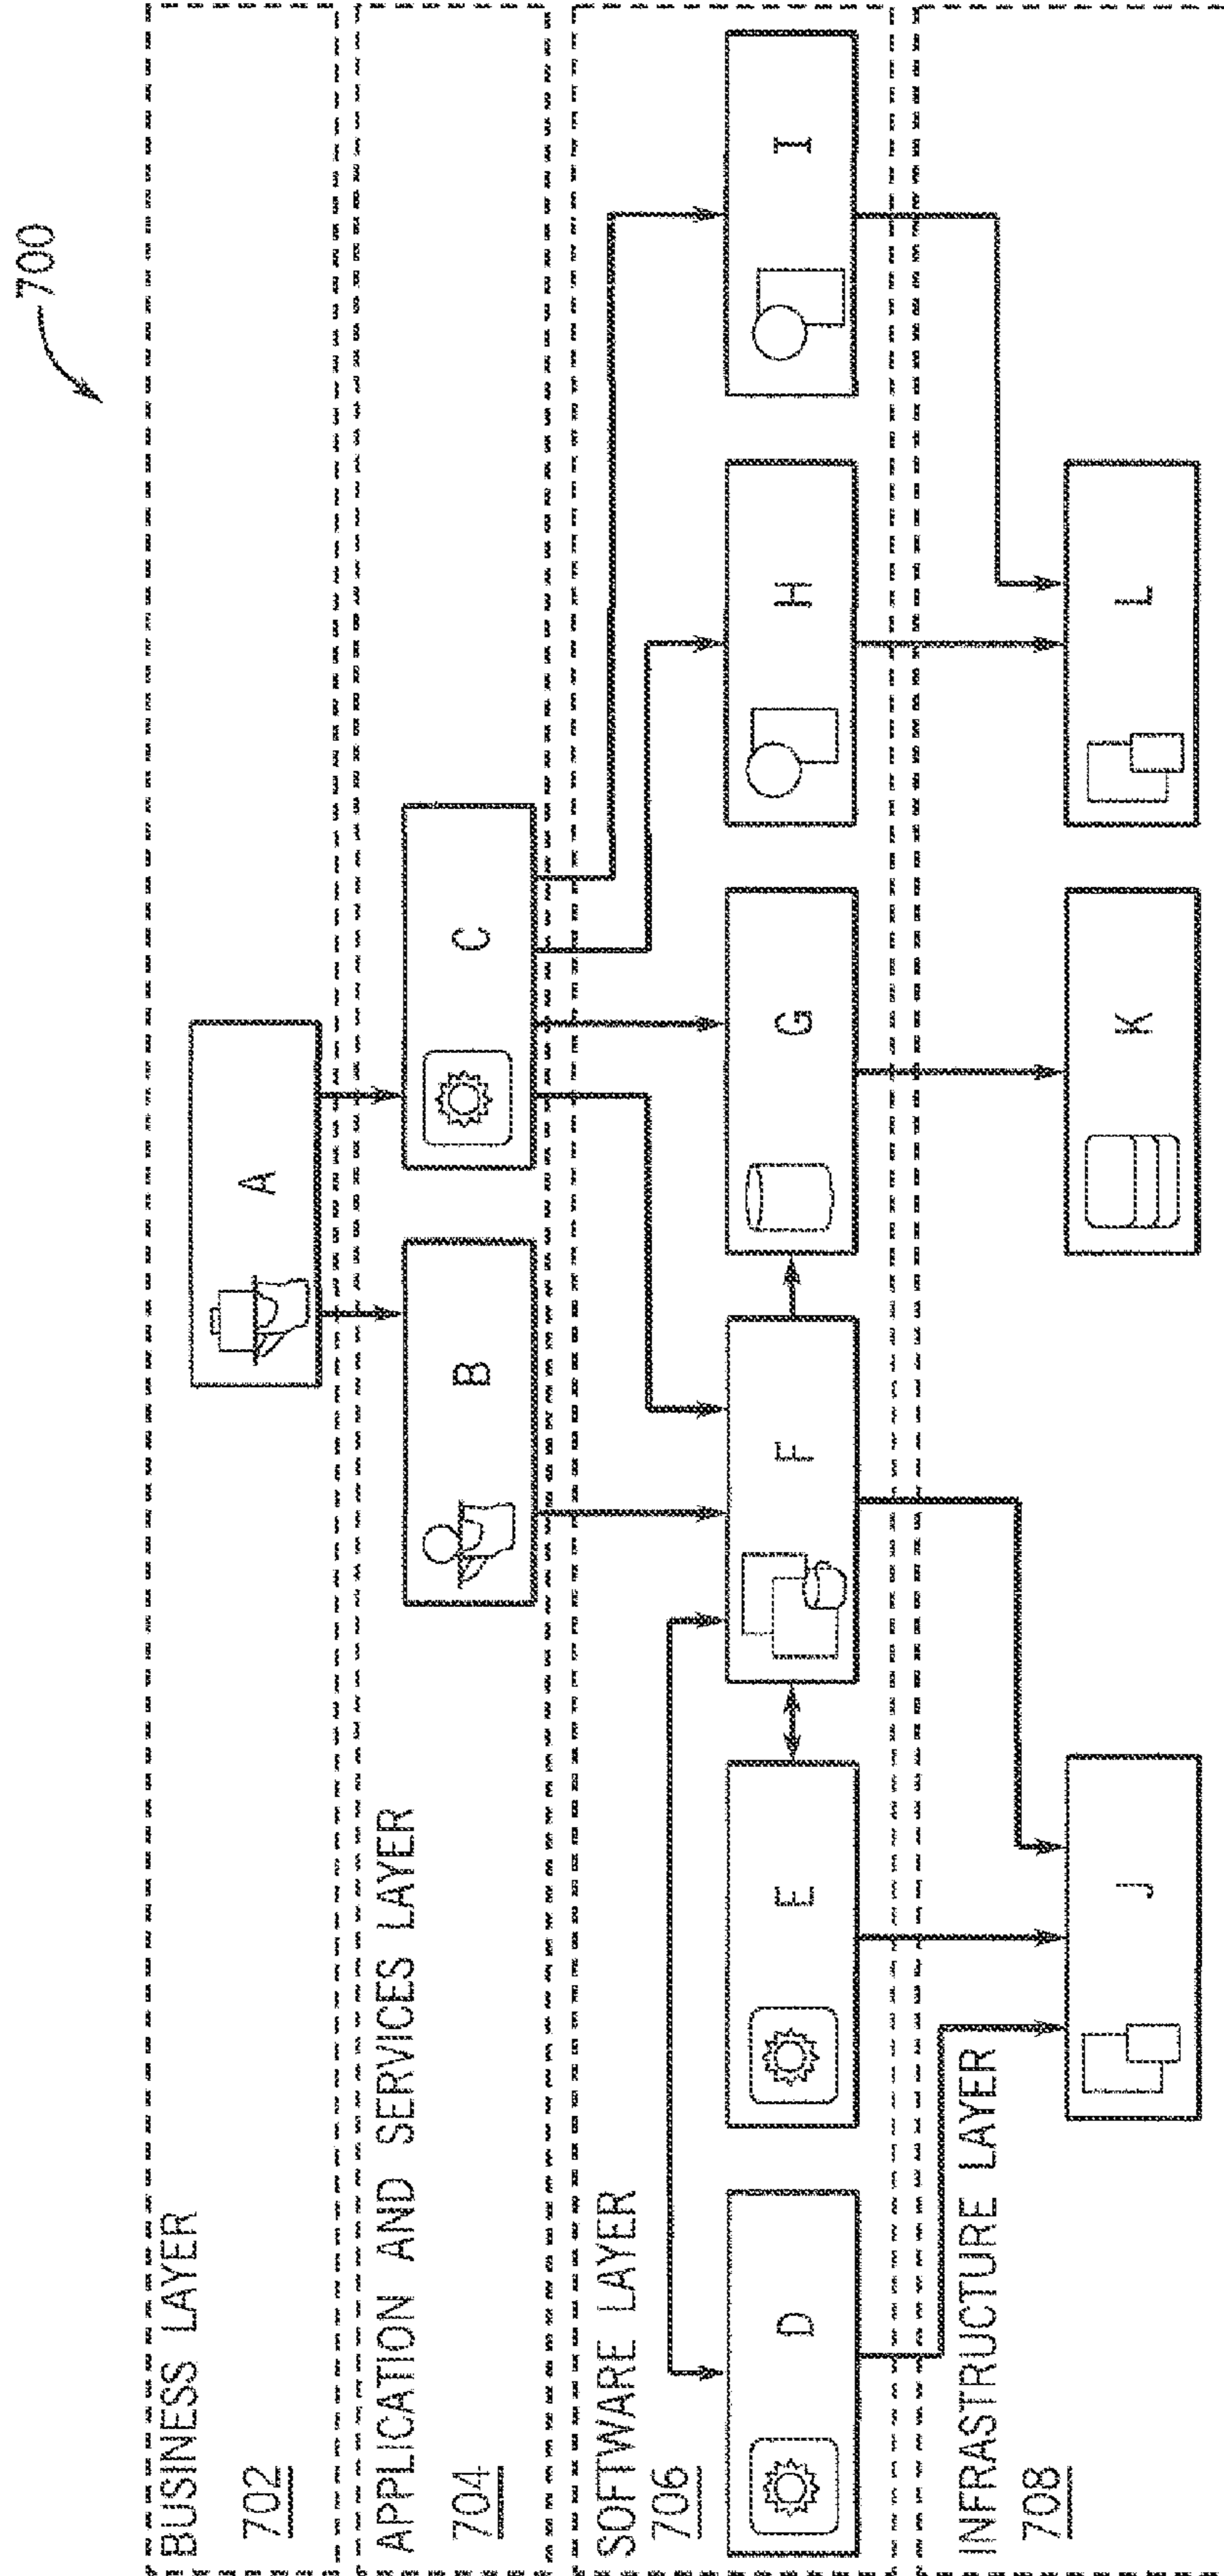 700
BUSINESS LAYER
702
A
APPLICATION AND SERVICES LAYER
704
B
C
SOFTWARE LAYER
706
D
E
F
G
H
I
INFRASTRUCTURE LAYER
708
J
K
L